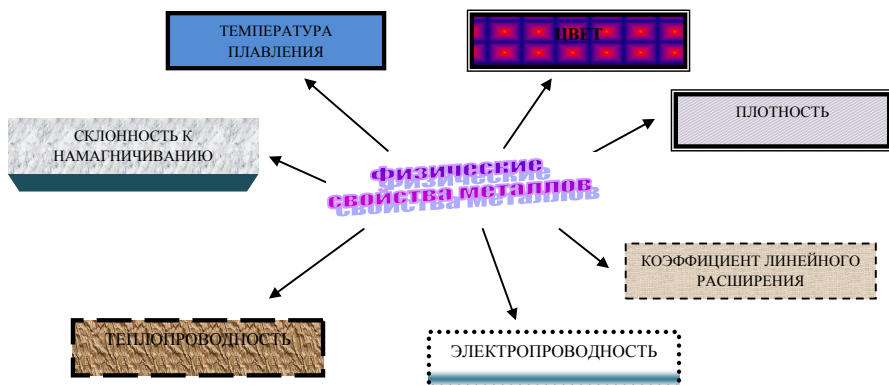 ТЕМПЕРАТУРА
ПЛАВЛЕНИЯ
ЦВЕТ
ПЛОТНОСТЬ
СКЛОННОСТЬ К
НАМАГНИЧИВАНИЮ
Физические
свойства металлов
КОЭФФИЦИЕНТ ЛИНЕЙНОГО
РАСШИРЕНИЯ
ТЕПЛОПРОВОДНОСТЬ
ЭЛЕКТРОПРОВОДНОСТЬ